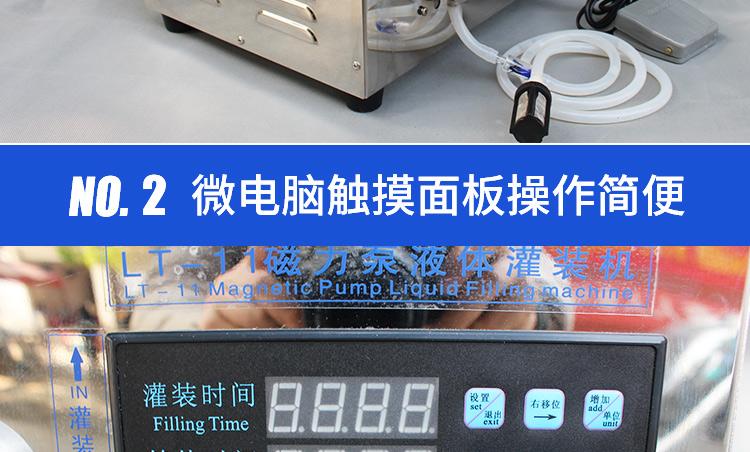 NO. 2 微电脑触摸面板操作简便
LT-11磁力泵液体灌装机
LT-11 Magnetic Pump Liquid Filling machine
IN
灌装
灌装时间
Filling Time
8.8.8.8
设置
set
退出
exit
右移位
增加
add
单位
unit